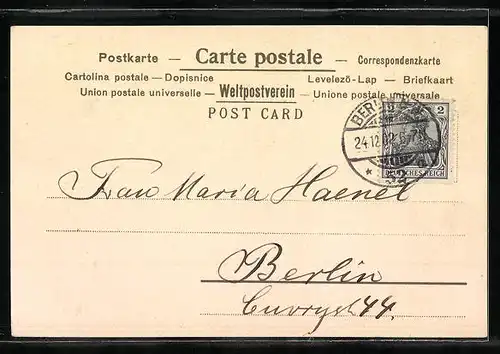 Postkarte — Carte postale — Correspondenzkarte
Cartolina postale — Dopisnice Levelező-Lap — Briefkaart
Union postale universelle — Weltpostverein — Unione postale universale
POST CARD
BERLIN
24.12.02
2
DEUTSCHES REICH
Frau Maria Haenel
Berlin
Cuvryst 44.